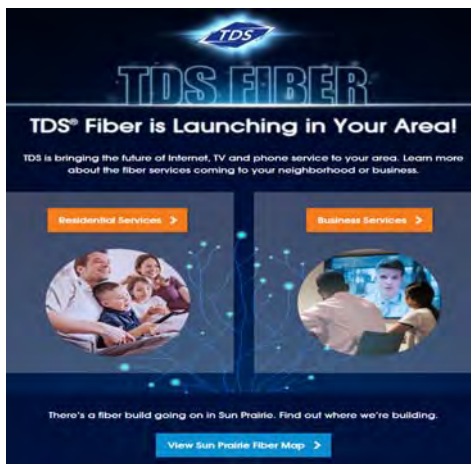 TDS
TDS FIBER
TDS® Fiber is Launching in Your Area!
TDS is bringing the future of Internet, TV and phone service to your area. Learn more
about the fiber services coming to your neighborhood or business.
Residential Services >
Business Services >
There's a fiber build going on in Sun Prairie. Find out where we're building.
View Sun Prairie Fiber Map >